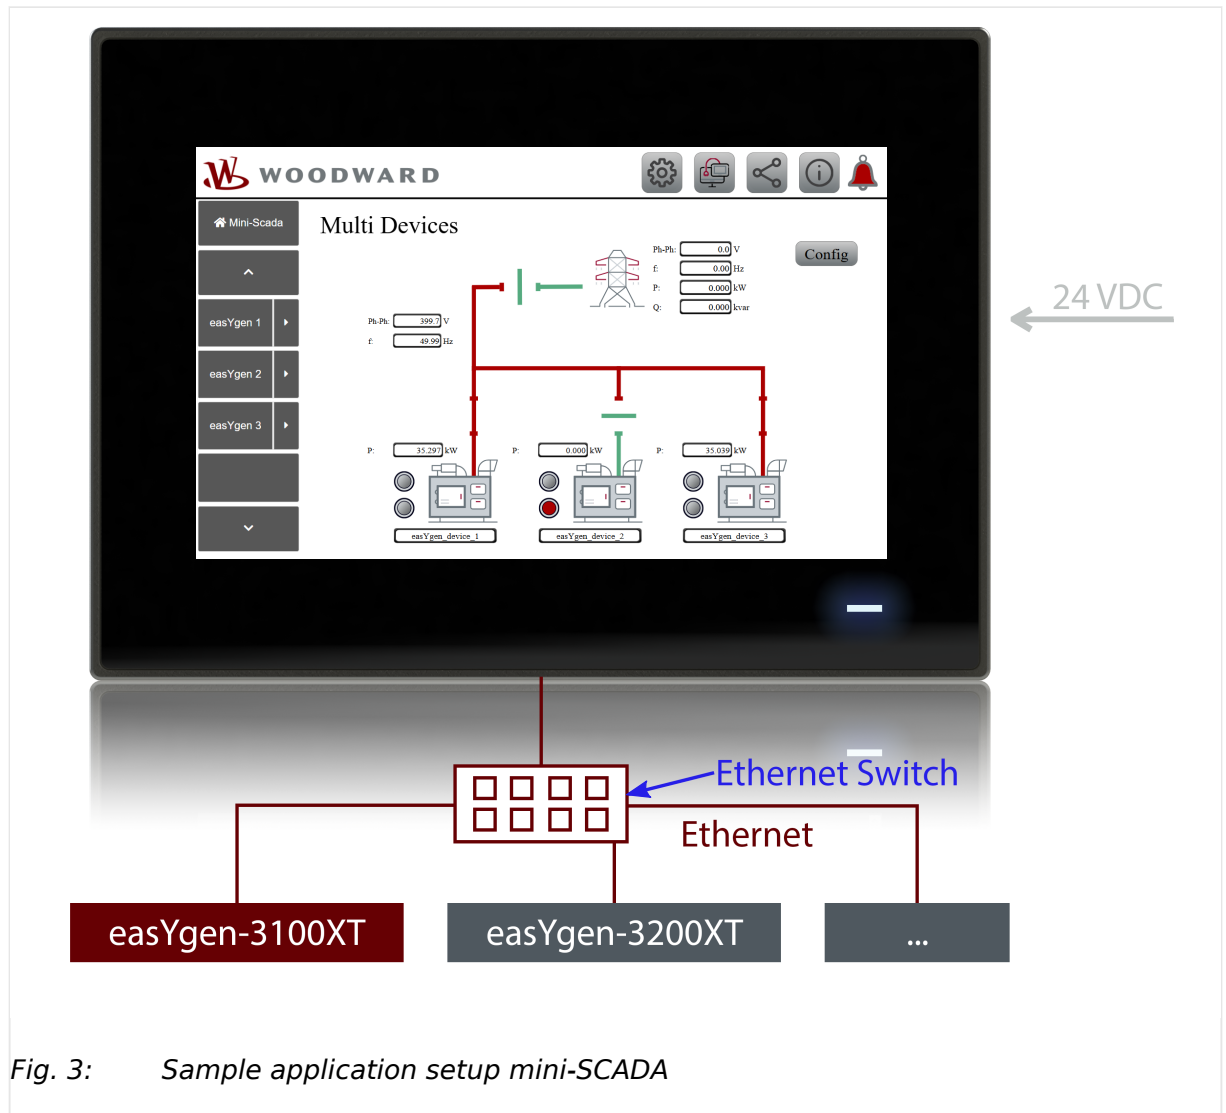 WOODWARD
Mini-Scada
Multi Devices
Config
Ph-Ph: 0.0 V
f: 0.00 Hz
P: 0.000 kW
Q: 0.000 kvar
24 VDC
easYgen 1
Ph-Ph: 399.7 V
f: 49.99 Hz
easYgen 2
easYgen 3
P: 35.297 kW
P: 0.000 kW
P: 35.039 kW
easYgen_device_1
easYgen_device_2
easYgen_device_3
Ethernet Switch
Ethernet
easYgen-3100XT
easYgen-3200XT
...
Fig. 3: Sample application setup mini-SCADA